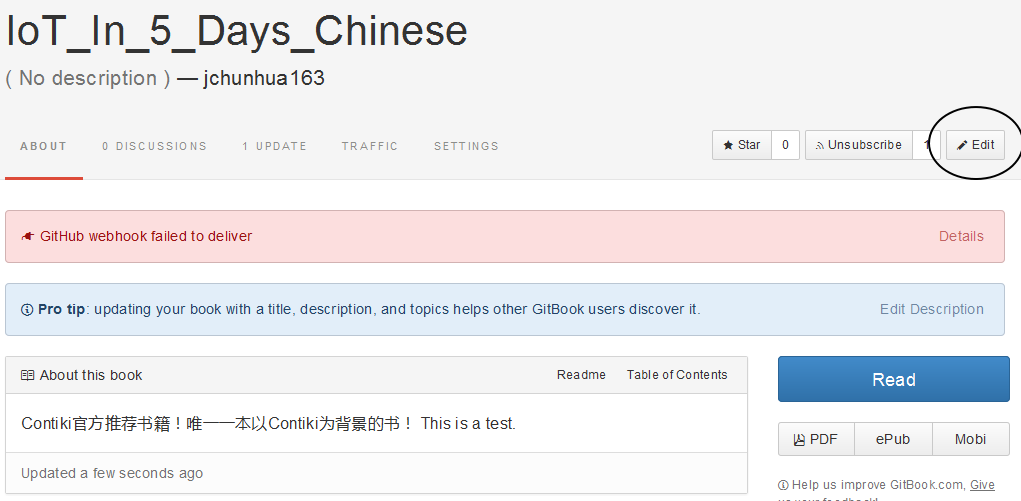 IoT_In_5_Days_Chinese
( No description ) — jchunhua163
ABOUT 0 DISCUSSIONS 1 UPDATE TRAFFIC SETTINGS Star 0 Unsubscribe 1 Edit
GitHub webhook failed to deliver Details
Pro tip: updating your book with a title, description, and topics helps other GitBook users discover it. Edit Description
About this book Readme Table of Contents
Read
Contiki官方推荐书籍！唯一一本以Contiki为背景的书！ This is a test.
PDF ePub Mobi
Updated a few seconds ago
Help us improve GitBook.com, Give
us your feedback!